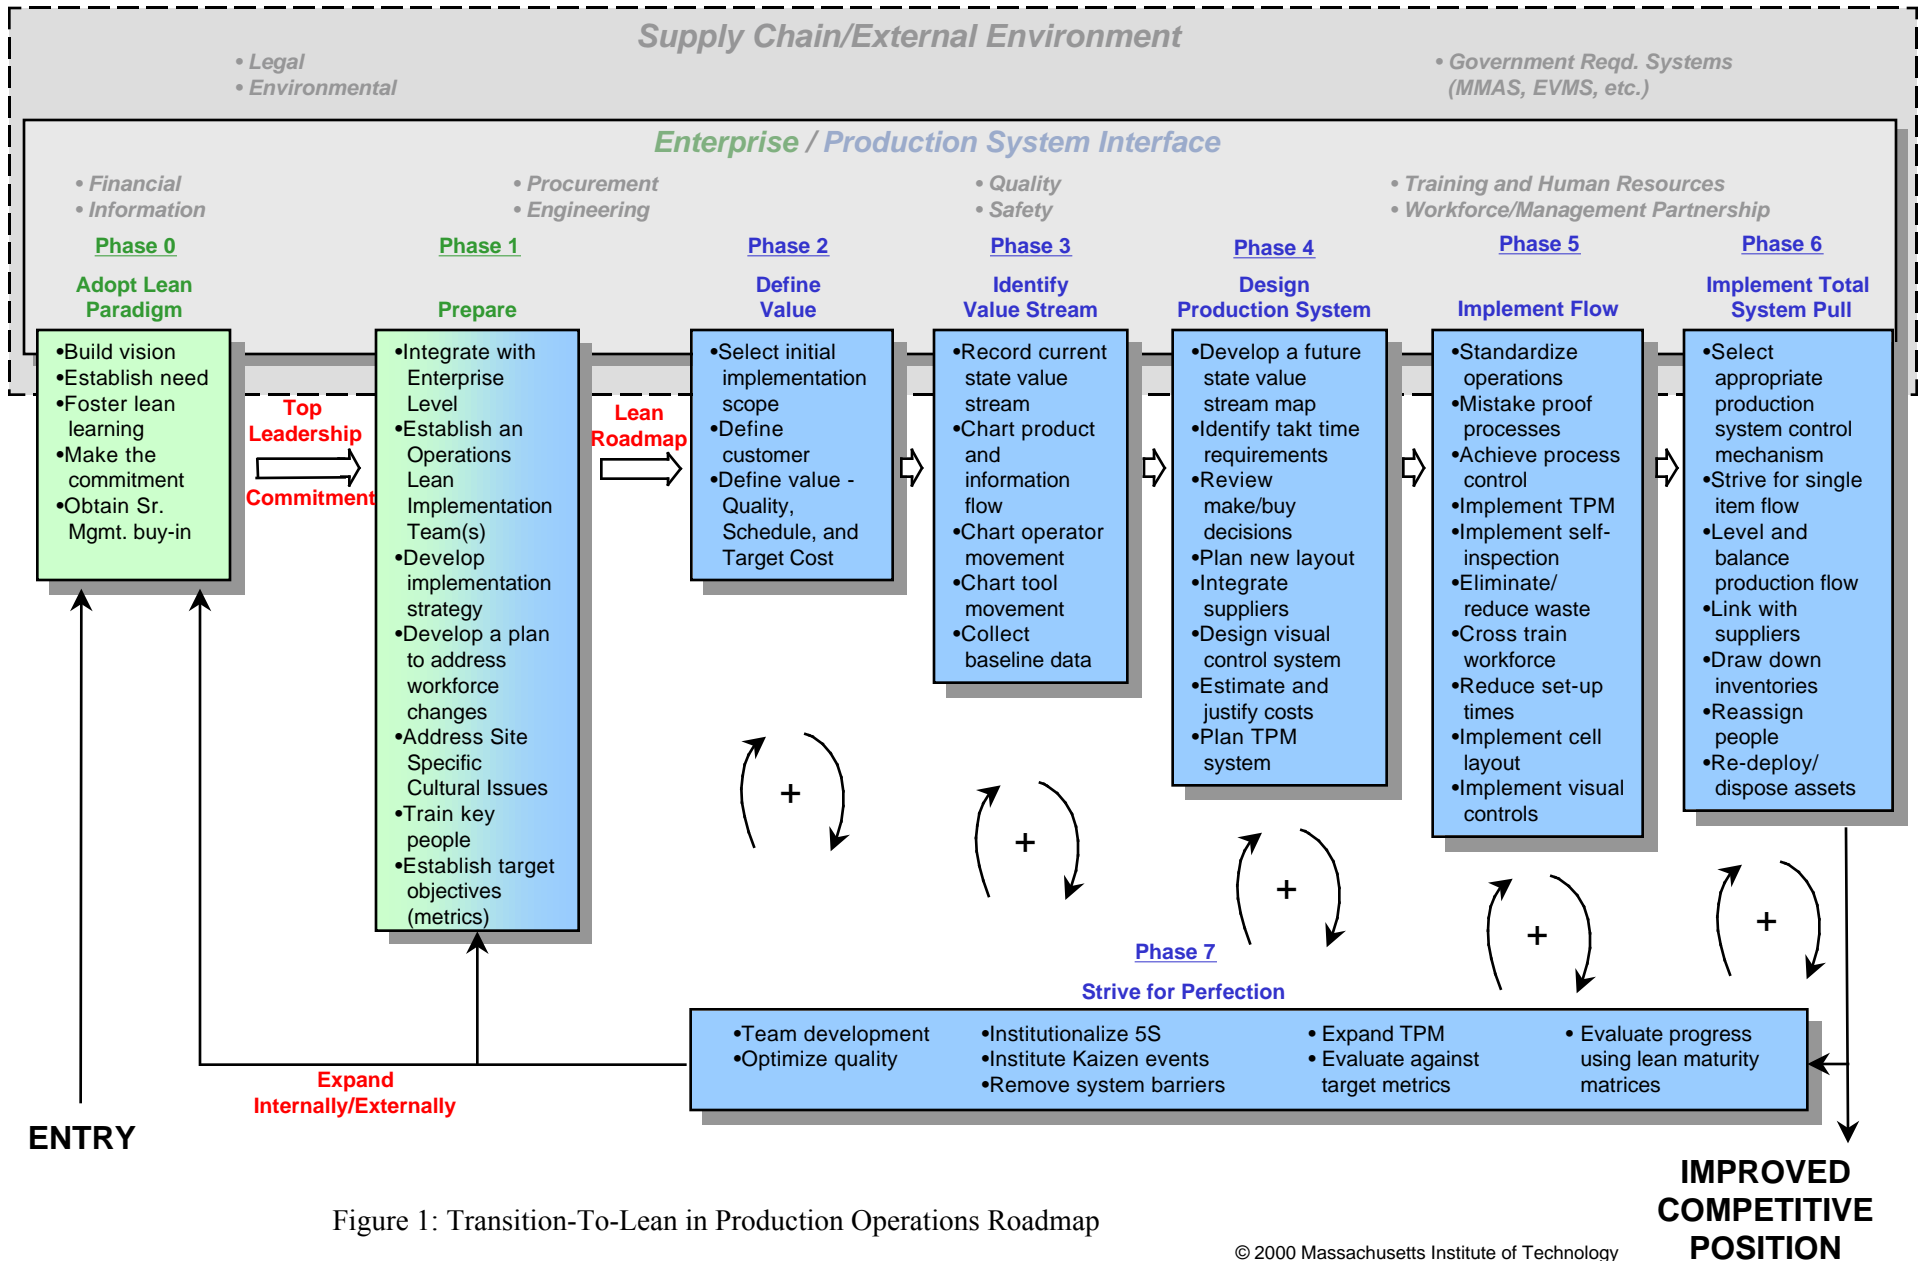 Supply Chain/External Environment
• Legal
• Environmental
• Government Reqd. Systems
(MMAS, EVMS, etc.)
Enterprise / Production System Interface
• Financial
• Information
• Procurement
• Engineering
• Quality
• Safety
• Training and Human Resources
• Workforce/Management Partnership
Phase 0
Adopt Lean
Paradigm
•Build vision
•Establish need
•Foster lean
learning
•Make the
commitment
•Obtain Sr.
Mgmt. buy-in
Top
Leadership
Commitment
Phase 1
Prepare
•Integrate with
Enterprise
Level
•Establish an
Operations
Lean
Implementation
Team(s)
•Develop
implementation
strategy
•Develop a plan
to address
workforce
changes
•Address Site
Specific
Cultural Issues
•Train key
people
•Establish target
objectives
(metrics)
Lean
Roadmap
Phase 2
Define
Value
•Select initial
implementation
scope
•Define
customer
•Define value -
Quality,
Schedule, and
Target Cost
Phase 3
Identify
Value Stream
•Record current
state value
stream
•Chart product
and
information
flow
•Chart operator
movement
•Chart tool
movement
•Collect
baseline data
Phase 4
Design
Production System
•Develop a future
state value
stream map
•Identify takt time
requirements
•Review
make/buy
decisions
•Plan new layout
•Integrate
suppliers
•Design visual
control system
•Estimate and
justify costs
•Plan TPM
system
Phase 5
Implement Flow
•Standardize
operations
•Mistake proof
processes
•Achieve process
control
•Implement TPM
•Implement self-
inspection
•Eliminate/
reduce waste
•Cross train
workforce
•Reduce set-up
times
•Implement cell
layout
•Implement visual
controls
Phase 6
Implement Total
System Pull
•Select
appropriate
production
system control
mechanism
•Strive for single
item flow
•Level and
balance
production flow
•Link with
suppliers
•Draw down
inventories
•Reassign
people
•Re-deploy/
dispose assets
+
+
+
+
+
Phase 7
Strive for Perfection
•Team development
•Optimize quality
•Institutionalize 5S
•Institute Kaizen events
•Remove system barriers
• Expand TPM
• Evaluate against
target metrics
• Evaluate progress
using lean maturity
matrices
Expand
Internally/Externally
ENTRY
IMPROVED
COMPETITIVE
POSITION
Figure 1: Transition-To-Lean in Production Operations Roadmap
© 2000 Massachusetts Institute of Technology